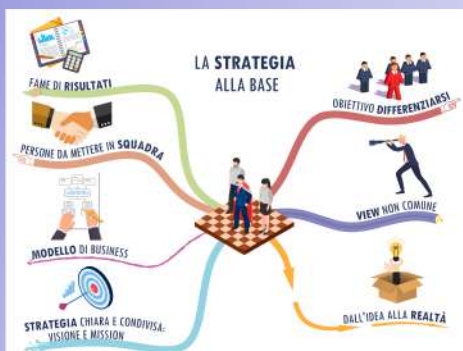 LA STRATEGIA
ALLA BASE
FAME DI RISULTATI
PERSONE DA METTERE IN SQUADRA
MODELLO DI BUSINESS
STRATEGIA CHIARA E CONDIVISA:
VISIONE E MISSION
OBIETTIVO DIFFERENZIARSI
VIEW NON COMUNE
DALL'IDEA ALLA REALTÀ